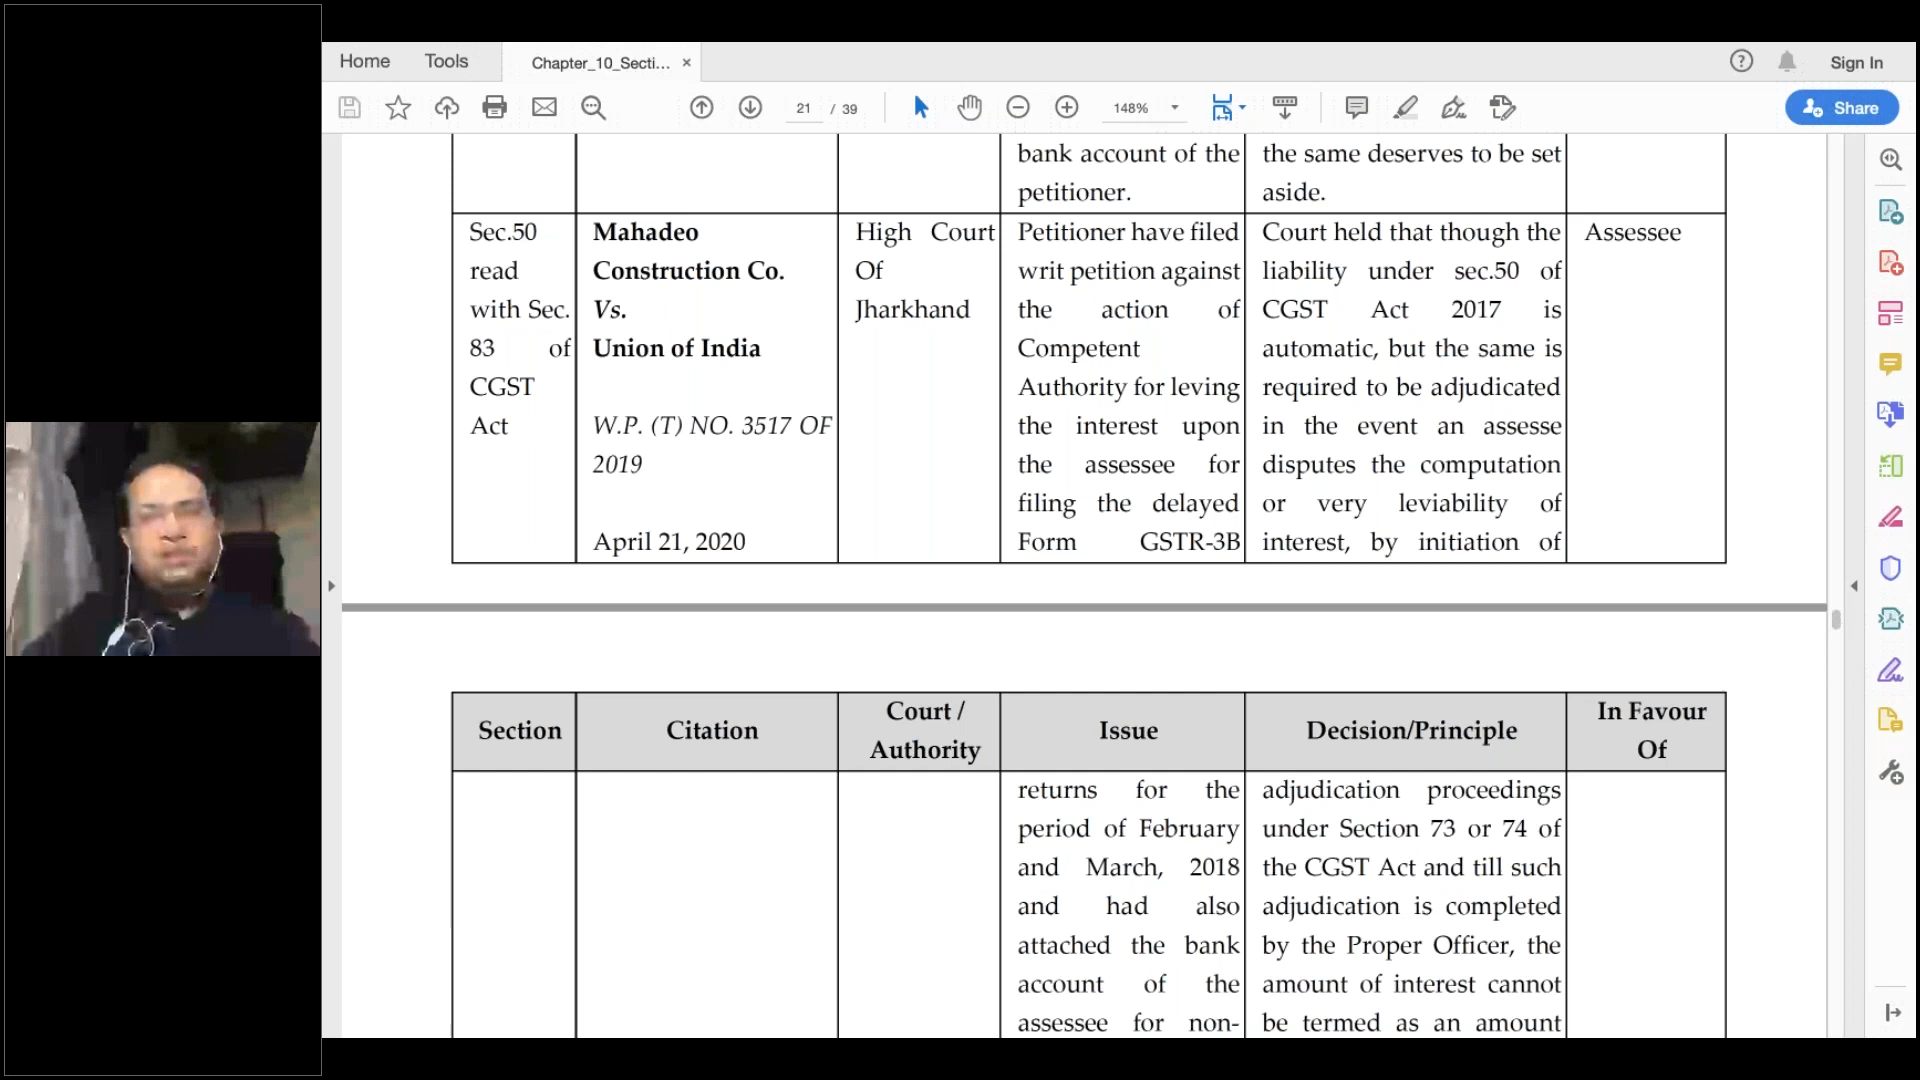 Home Tools Chapter_10_Secti... × Sign In
21 / 39 148% Share
bank account of the
petitioner.
the same deserves to be set
aside.
Sec.50
read
with Sec.
83 of
CGST
Act
Mahadeo
Construction Co.
Vs.
Union of India
W.P. (T) NO. 3517 OF
2019
April 21, 2020
High Court
Of
Jharkhand
Petitioner have filed
writ petition against
the action of
Competent
Authority for leving
the interest upon
the assessee for
filing the delayed
Form GSTR-3B
Court held that though the
liability under sec.50 of
CGST Act 2017 is
automatic, but the same is
required to be adjudicated
in the event an assesse
disputes the computation
or very leviability of
interest, by initiation of
Assessee
Section
Citation
Court /
Authority
Issue
Decision/Principle
In Favour
Of
returns for the
period of February
and March, 2018
and had also
attached the bank
account of the
assessee for non-
adjudication proceedings
under Section 73 or 74 of
the CGST Act and till such
adjudication is completed
by the Proper Officer, the
amount of interest cannot
be termed as an amount